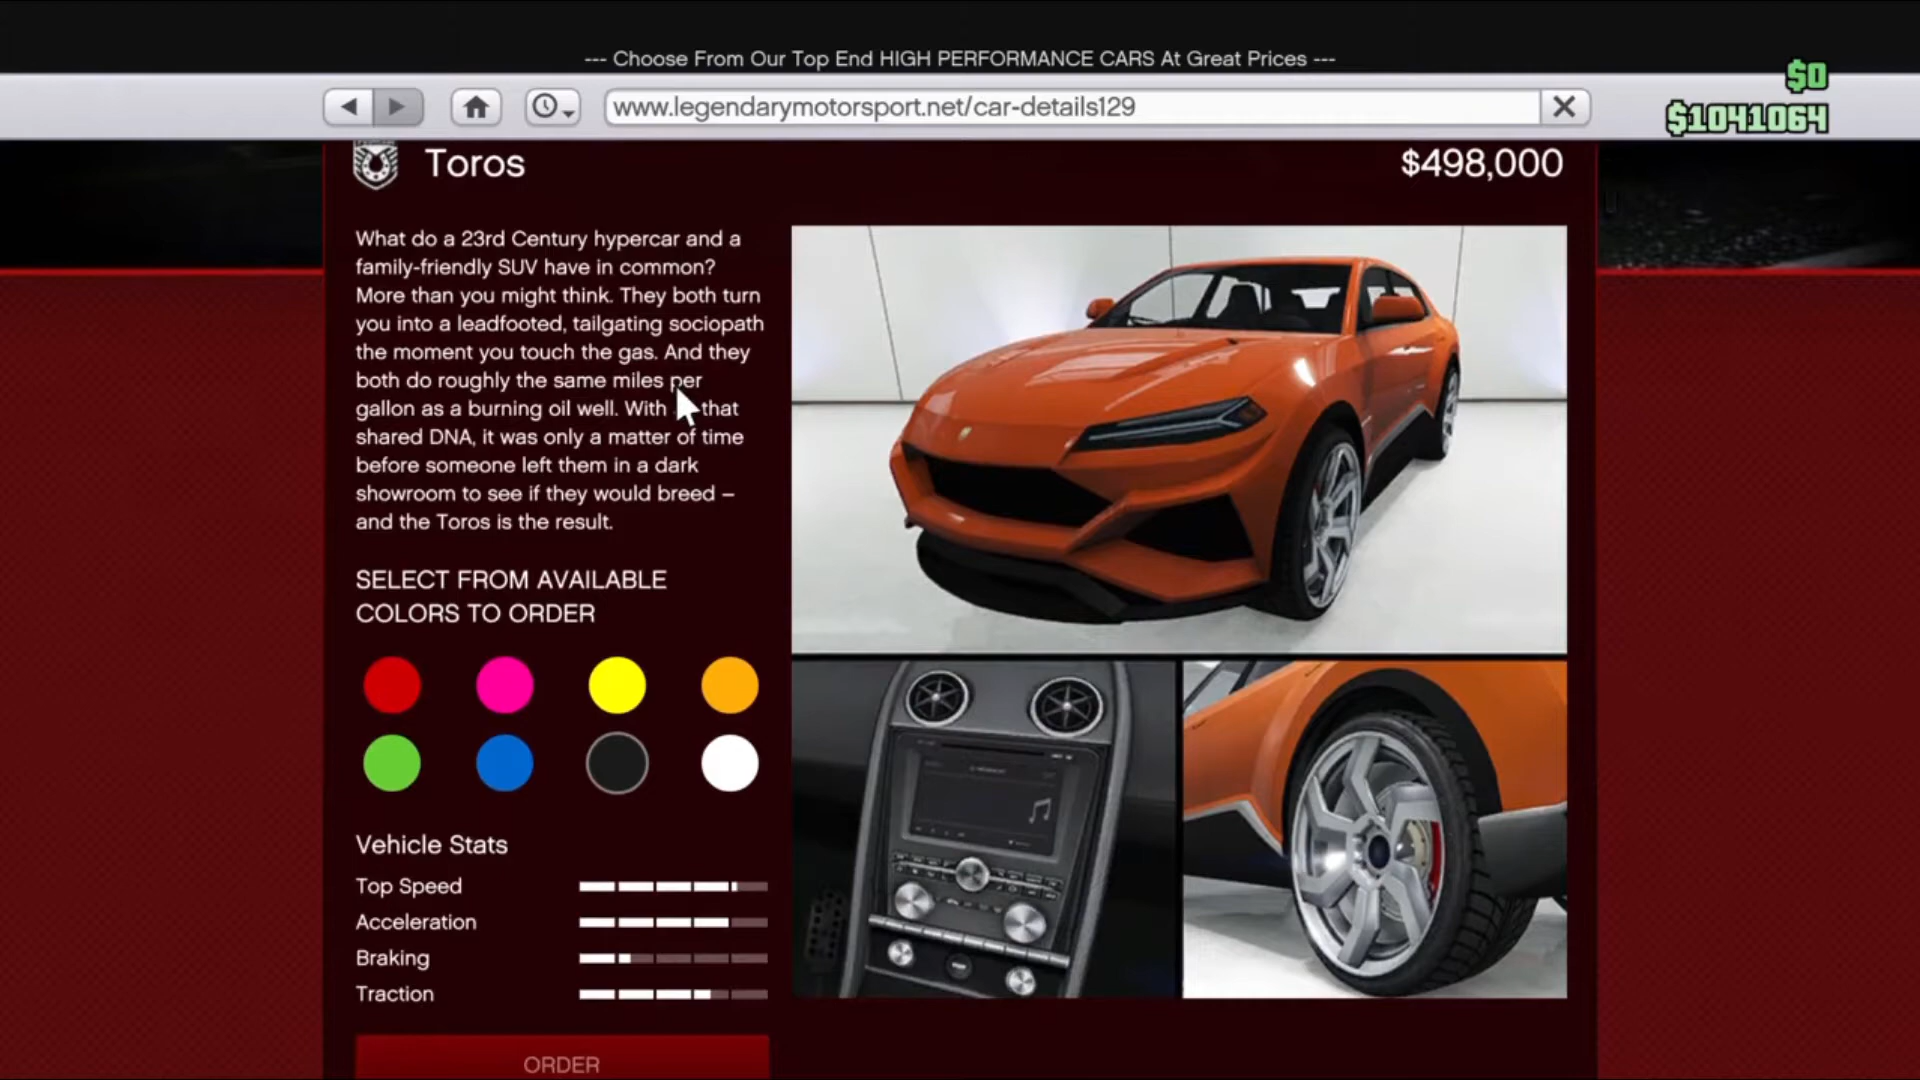 --- Choose From Our Top End HIGH PERFORMANCE CARS At Great Prices ---
$0
www.legendarymotorsport.net/car-details129
$1041064
Toros
$498,000
What do a 23rd Century hypercar and a
family-friendly SUV have in common?
More than you might think. They both turn
you into a leadfooted, tailgating sociopath
the moment you touch the gas. And they
both do roughly the same miles per
gallon as a burning oil well. With that
shared DNA, it was only a matter of time
before someone left them in a dark
showroom to see if they would breed –
and the Toros is the result.
SELECT FROM AVAILABLE
COLORS TO ORDER
Vehicle Stats
Top Speed
Acceleration
Braking
Traction
ORDER